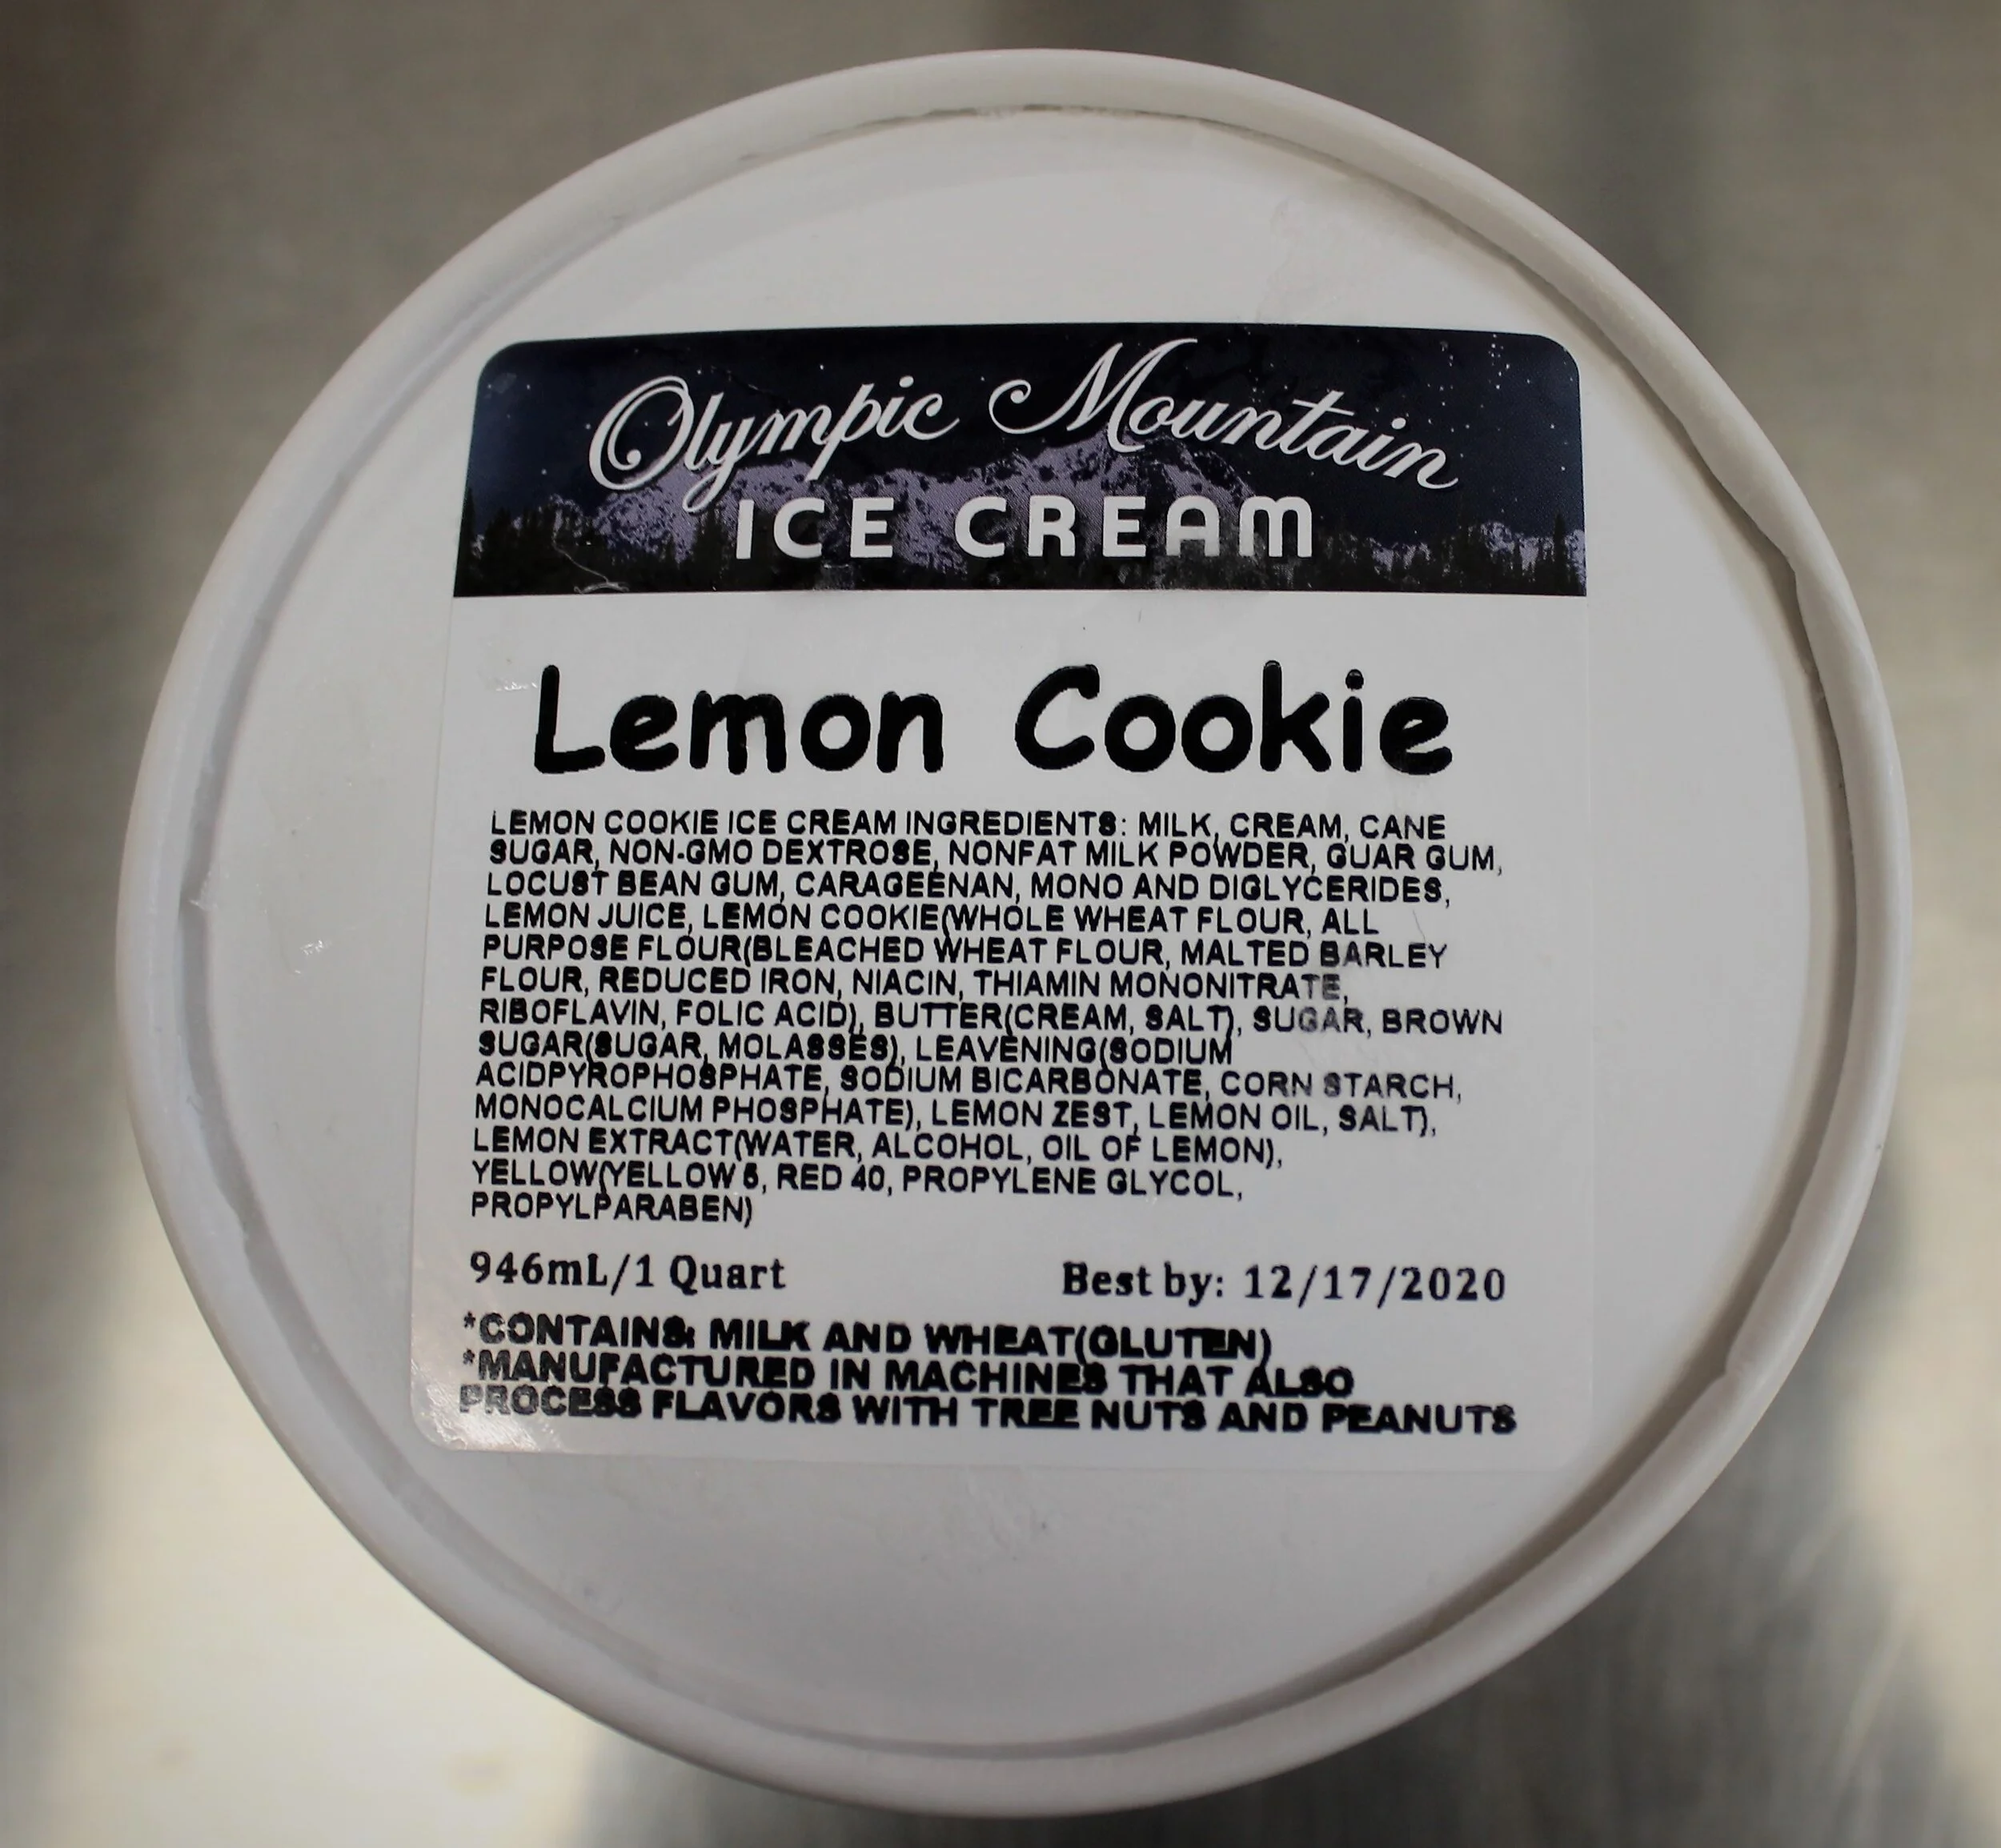 Olympic Mountain
ICE CREAM
Lemon Cookie
LEMON COOKIE ICE CREAM INGREDIENTS: MILK, CREAM, CANE
SUGAR, NON-GMO DEXTROSE, NONFAT MILK POWDER, GUAR GUM,
LOCUST BEAN GUM, CARAGEENAN, MONO AND DIGLYCERIDES,
LEMON JUICE, LEMON COOKIE(WHOLE WHEAT FLOUR, ALL
PURPOSE FLOUR(BLEACHED WHEAT FLOUR, MALTED BARLEY
FLOUR, REDUCED IRON, NIACIN, THIAMIN MONONITRATE,
RIBOFLAVIN, FOLIC ACID), BUTTER(CREAM, SALT), SUGAR, BROWN
SUGAR(SUGAR, MOLASSES), LEAVENING(SODIUM
ACIDPYROPHOSPHATE, SODIUM BICARBONATE, CORN STARCH,
MONOCALCIUM PHOSPHATE), LEMON ZEST, LEMON OIL, SALT),
LEMON EXTRACT(WATER, ALCOHOL, OIL OF LEMON),
YELLOW(YELLOW 5, RED 40, PROPYLENE GLYCOL,
PROPYLPARABEN)
946mL/1 Quart Best by: 12/17/2020
*CONTAINS: MILK AND WHEAT(GLUTEN)
*MANUFACTURED IN MACHINES THAT ALSO
PROCESS FLAVORS WITH TREE NUTS AND PEANUTS